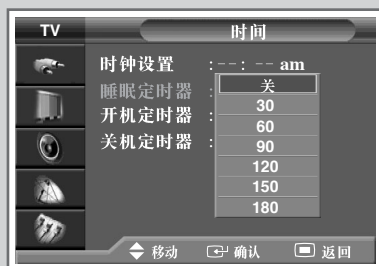 TV
时间
时钟设置 :--: -- am
睡眠定时器 :
开机定时器 :
关机定时器 :
关
30
60
90
120
150
180
移动 确认 返回